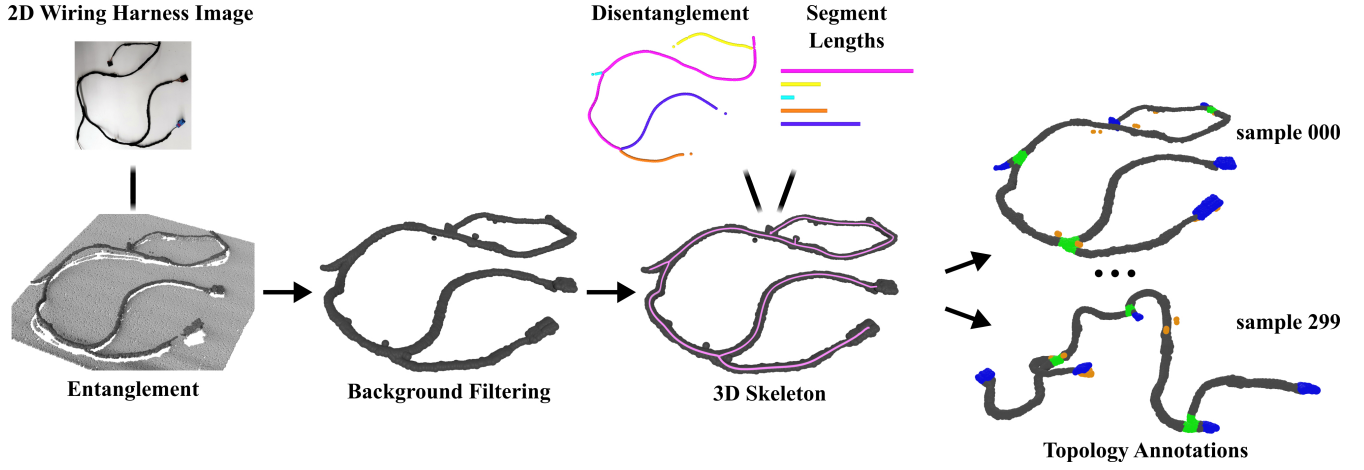 2D Wiring Harness Image
Disentanglement
Segment
Lengths
sample 000
sample 299
Entanglement
Background Filtering
3D Skeleton
Topology Annotations